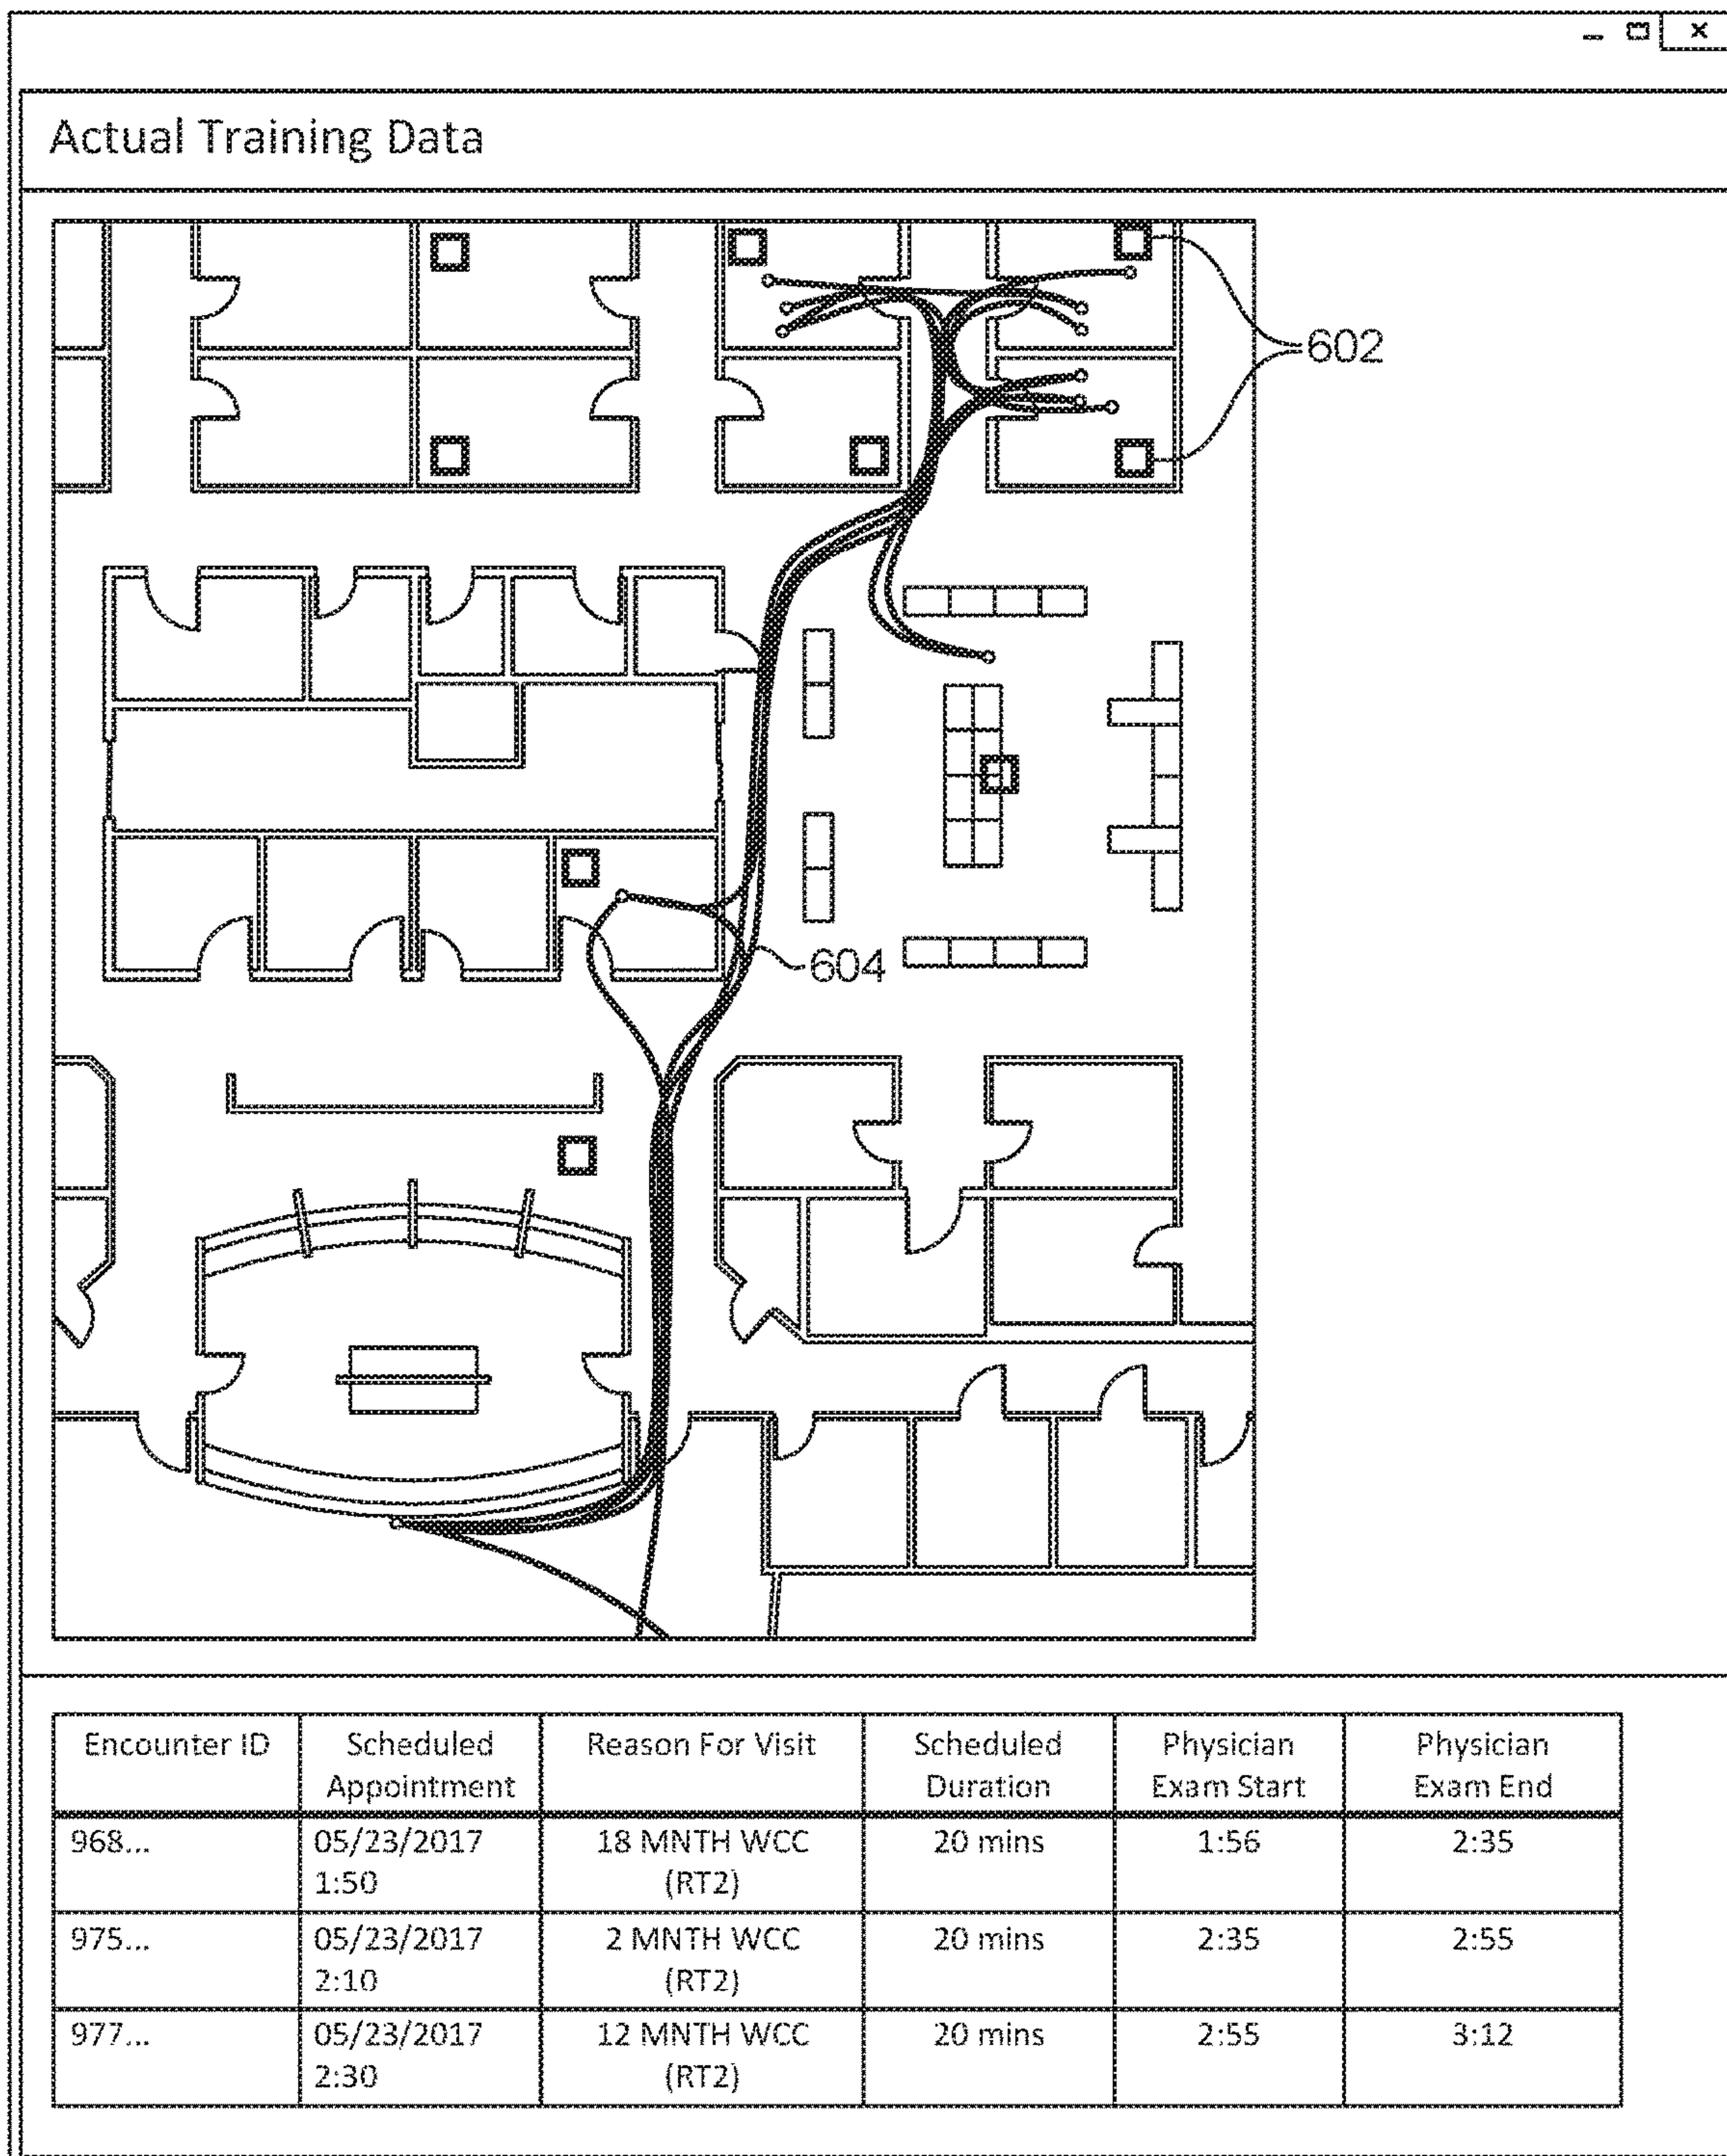 Actual Training Data
602
604
Encounter ID
Scheduled
Appointment
Reason For Visit
Scheduled
Duration
Physician
Exam Start
Physician
Exam End
968...
05/23/2017
1:50
18 MNTH WCC
(RT2)
20 mins
1:56
2:35
975...
05/23/2017
2:10
2 MNTH WCC
(RT2)
20 mins
2:35
2:55
977...
05/23/2017
2:30
12 MNTH WCC
(RT2)
20 mins
2:55
3:12